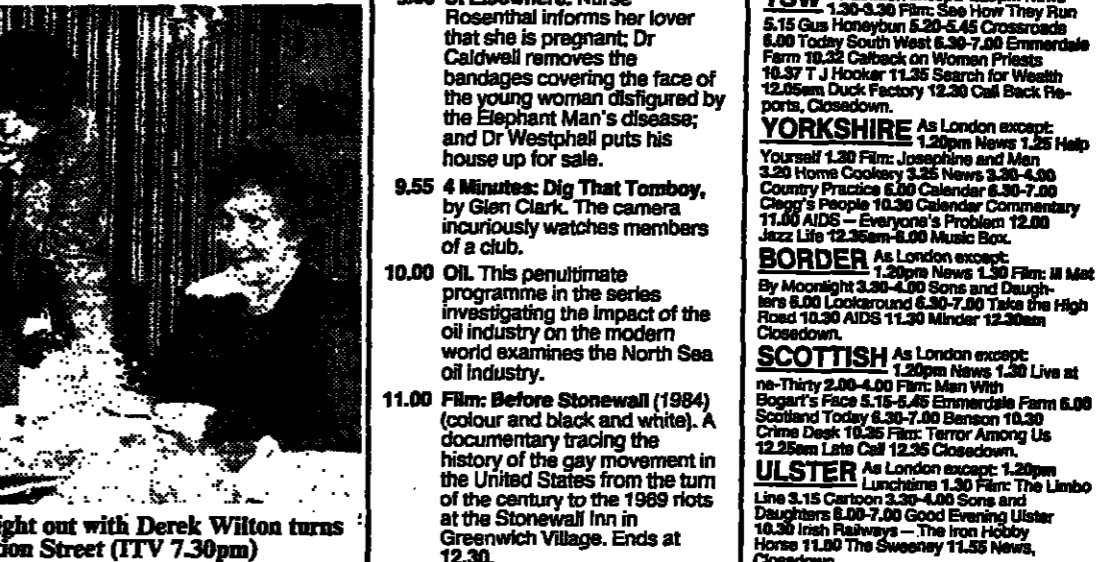 ght out with Derek Wilton turns
ion Street (ITV 7.30pm)
Elsewhere. Nurse
Rosenthal informs her lover
that she is pregnant; Dr
Caldwell removes the
bandages covering the face of
the young woman disfigured by
the Elephant Man's disease;
and Dr Westphall puts his
house up for sale.
9.55 4 Minutes: Dig That Tomboy,
by Glen Clark. The camera
incuriously watches members
of a club.
10.00 Oil. This penultimate
programme in the series
investigating the impact of the
oil industry on the modern
world examines the North Sea
oil industry.
11.00 Film: Before Stonewall (1984)
(colour and black and white). A
documentary tracing the
history of the gay movement in
the United States from the turn
of the century to the 1969 riots
at the Stonewall Inn in
Greenwich Village. Ends at
12.30.
TSW
1.30-3.30 Film: See How They Run
5.15 Gus Honeybun 5.20-5.45 Crossroads
6.00 Today South West 6.30-7.00 Emmerdale
Farm 10.32 Calback on Women Priests
10.37 T J Hooker 11.35 Search for Wealth
12.05am Duck Factory 12.30 Call Back Re-
ports, Closedown.
YORKSHIRE As London except:
1.20pm News 1.25 Help
Yourself 1.30 Film: Josephine and Men
3.20 Home Cookery 3.25 News 3.30-4.00
Country Practice 6.00 Calendar 6.30-7.00
Clegg's People 10.30 Calendar Commentary
11.00 AIDS — Everyone's Problem 12.00
Jazz Life 12.35am-6.00 Music Box.
BORDER As London except:
1.20pm News 1.30 Film: Ill Met
By Moonlight 3.30-4.00 Sons and Daugh-
ters 6.00 Lookaround 6.30-7.00 Take the High
Road 10.30 AIDS 11.30 Minder 12.30am
Closedown.
SCOTTISH As London except:
1.20pm News 1.30 Live at
ne-Thirty 2.00-4.00 Film: Man With
Bogart's Face 5.15-5.45 Emmerdale Farm 6.00
Scotland Today 6.30-7.00 Benson 10.30
Crime Desk 10.35 Film: Terror Among Us
12.25am Late Call 12.35 Closedown.
ULSTER As London except: 1.20pm
Lunchtime 1.30 Film: The Limbo
Line 3.15 Cartoon 3.30-4.00 Sons and
Daughters 6.00-7.00 Good Evening Ulster
10.30 Irish Railways — The Iron Hobby
Horse 11.00 The Sweeney 11.55 News,
Closedown